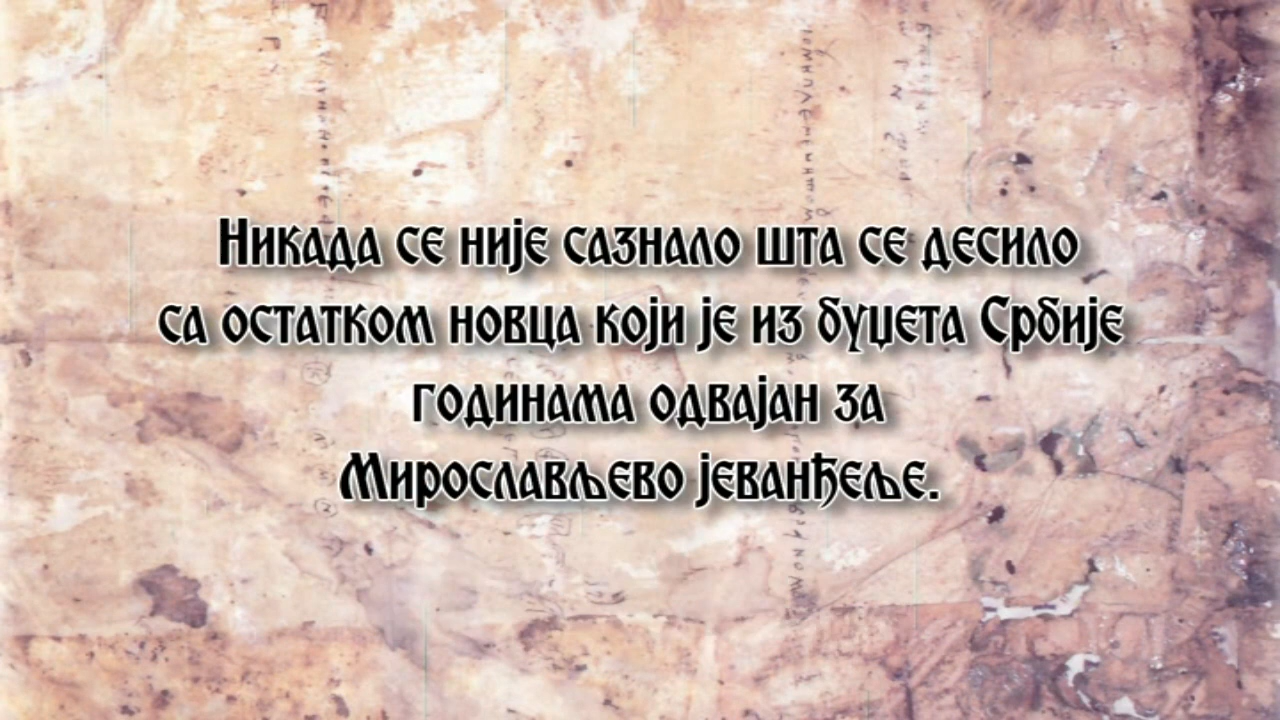 Никада се није сазнало шта се десило
са остатком новца који је из буџета Србије
годинама одвајан за
Мирослављево јеванђеље.